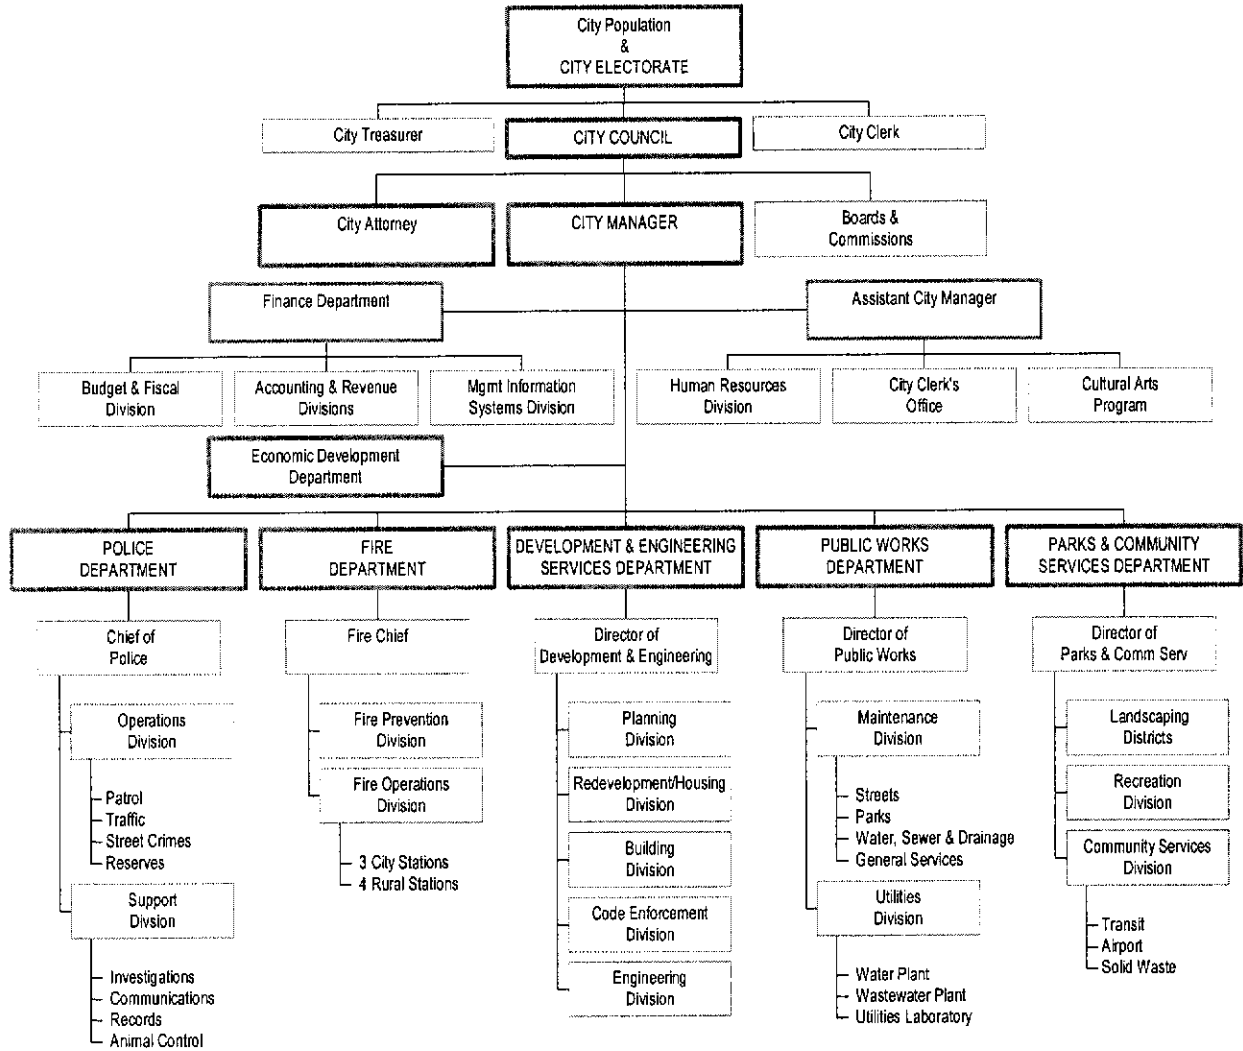 City Population
&
CITY ELECTORATE
City Treasurer
CITY COUNCIL
City Clerk
City Attorney
CITY MANAGER
Boards &
Commissions
Finance Department
Assistant City Manager
Budget & Fiscal
Division
Accounting & Revenue
Divisions
Mgmt Information
Systems Division
Human Resources
Division
City Clerk's
Office
Cultural Arts
Program
Economic Development
Department
POLICE
DEPARTMENT
FIRE
DEPARTMENT
DEVELOPMENT & ENGINEERING
SERVICES DEPARTMENT
PUBLIC WORKS
DEPARTMENT
PARKS & COMMUNITY
SERVICES DEPARTMENT
Chief of
Police
Operations
Division
Patrol
Traffic
Street Crimes
Reserves
Support
Divsion
Investigations
Communications
Records
Animal Control
Fire Chief
Fire Prevention
Division
Fire Operations
Division
3 City Stations
4 Rural Stations
Director of
Development & Engineering
Planning
Division
Redevelopment/Housing
Division
Building
Division
Code Enforcement
Division
Engineering
Division
Director of
Public Works
Maintenance
Division
Streets
Parks
Water, Sewer & Drainage
General Services
Utilities
Division
Water Plant
Wastewater Plant
Utilities Laboratory
Director of
Parks & Comm Serv
Landscaping
Districts
Recreation
Division
Community Services
Division
Transit
Airport
Solid Waste